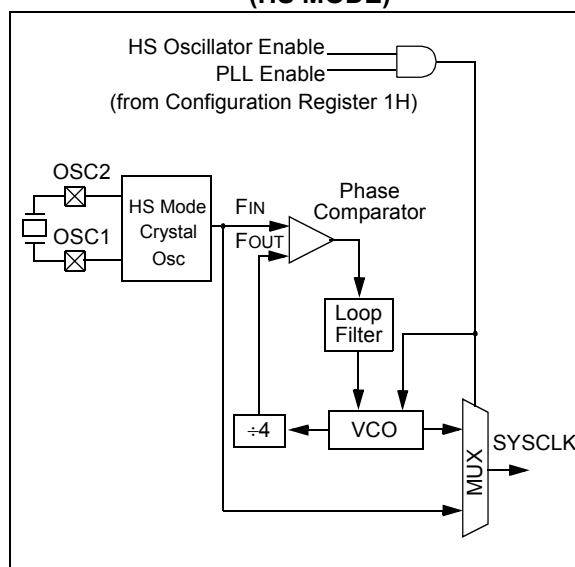 (HS MODE)
HS Oscillator Enable
PLL Enable
(from Configuration Register 1H)
OSC2
OSC1
HS Mode
Crystal
Osc
FIN
FOUT
Phase
Comparator
Loop
Filter
÷4
VCO
MUX
SYSCLK